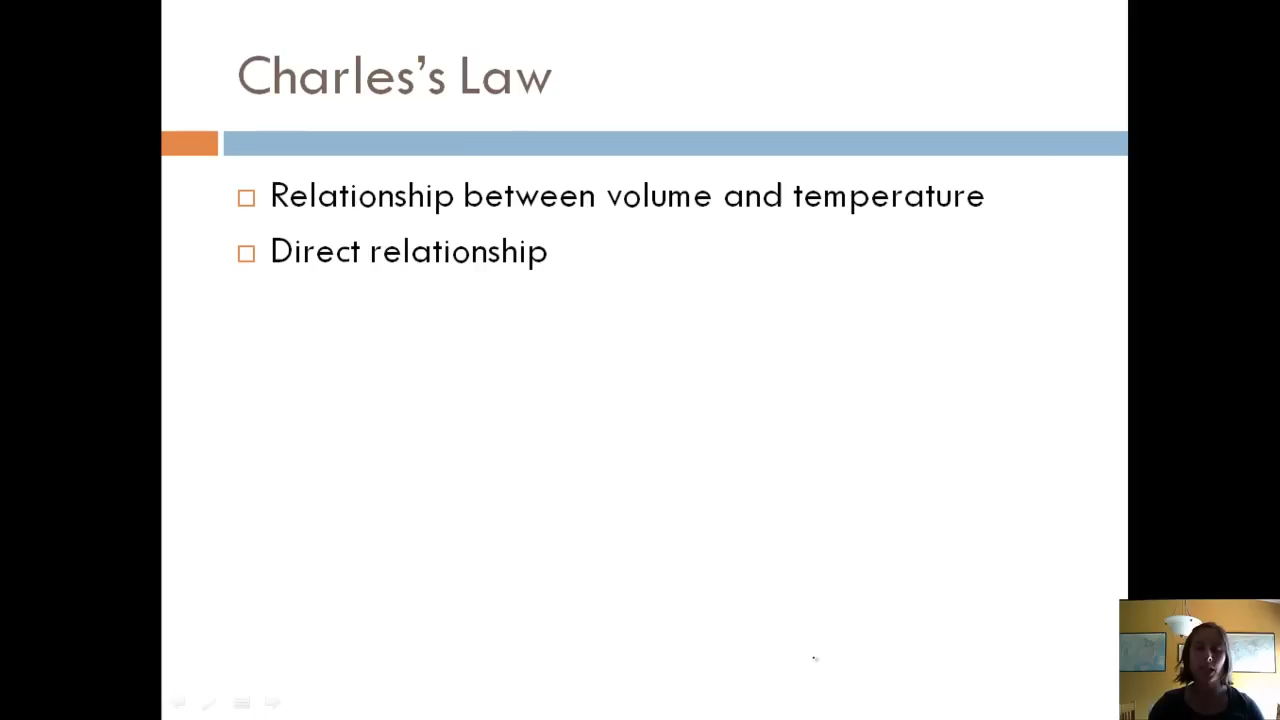 Charles’s Law
Relationship between volume and temperature
Direct relationship